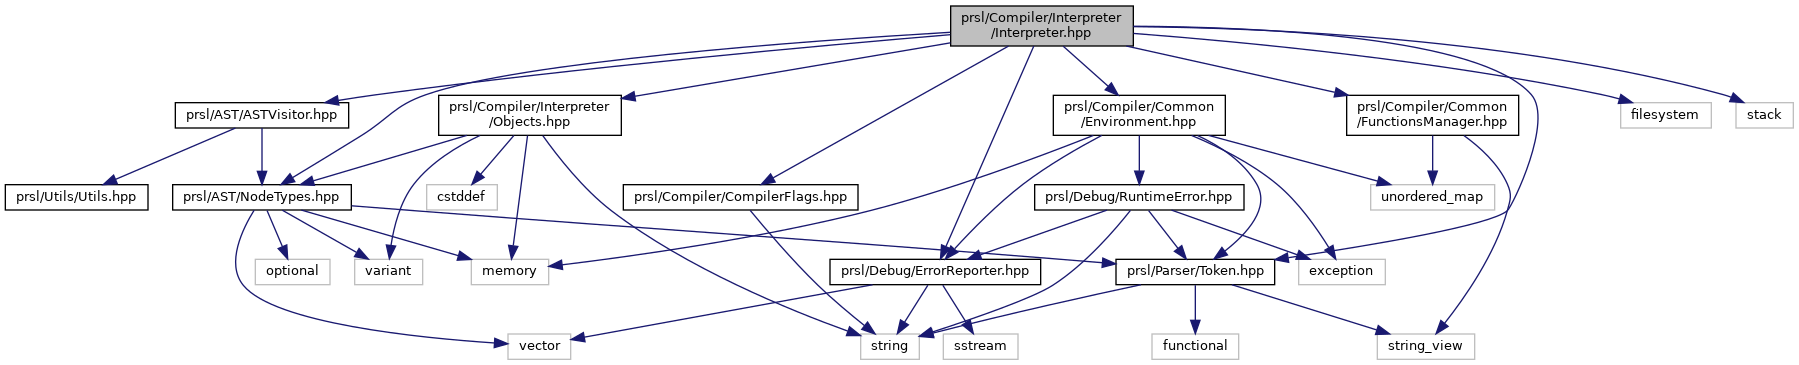 prsl/Compiler/Interpreter
/Interpreter.hpp
prsl/AST/ASTVisitor.hpp
prsl/Compiler/Interpreter
/Objects.hpp
prsl/Compiler/Common
/Environment.hpp
prsl/Compiler/Common
/FunctionsManager.hpp
filesystem
stack
prsl/Utils/Utils.hpp
prsl/AST/NodeTypes.hpp
cstddef
prsl/Compiler/CompilerFlags.hpp
prsl/Debug/RuntimeError.hpp
unordered_map
optional
variant
memory
prsl/Debug/ErrorReporter.hpp
prsl/Parser/Token.hpp
exception
vector
string
sstream
functional
string_view